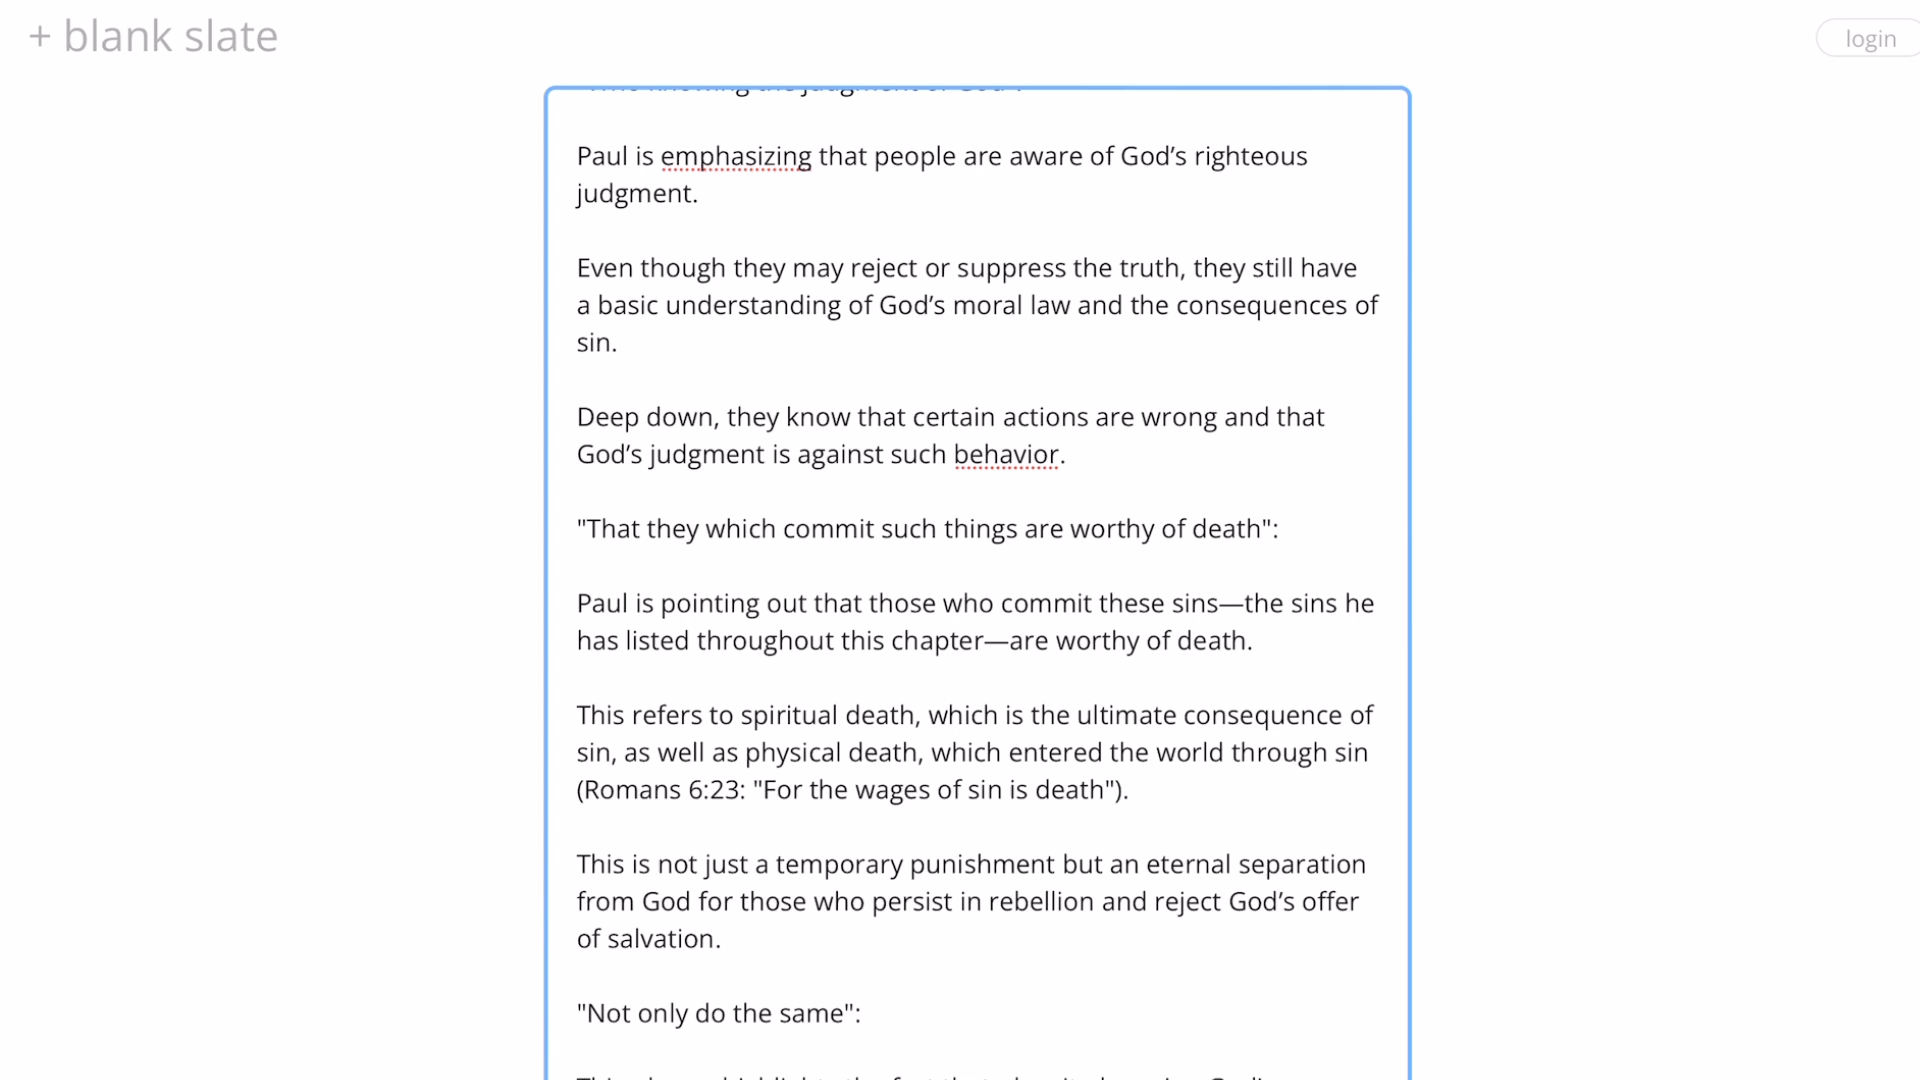 + blank slate
login
"Who knowing the judgment of God":
Paul is emphasizing that people are aware of God’s righteous
judgment.
Even though they may reject or suppress the truth, they still have
a basic understanding of God’s moral law and the consequences of
sin.
Deep down, they know that certain actions are wrong and that
God’s judgment is against such behavior.
"That they which commit such things are worthy of death":
Paul is pointing out that those who commit these sins—the sins he
has listed throughout this chapter—are worthy of death.
This refers to spiritual death, which is the ultimate consequence of
sin, as well as physical death, which entered the world through sin
(Romans 6:23: "For the wages of sin is death").
This is not just a temporary punishment but an eternal separation
from God for those who persist in rebellion and reject God’s offer
of salvation.
"Not only do the same":